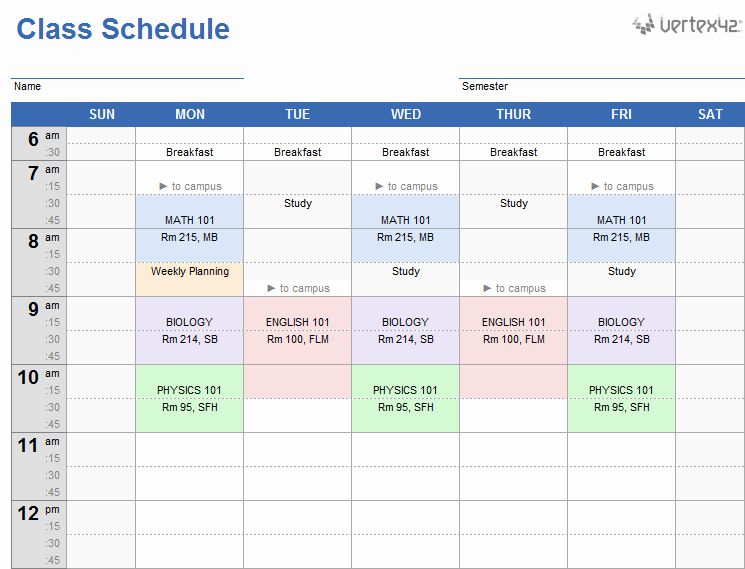 Class Schedule
vertex42
Name Semester
SUN MON TUE WED THUR FRI SAT
6 am
:30 Breakfast Breakfast Breakfast Breakfast Breakfast
7 am
:15 ► to campus ► to campus ► to campus
:30 Study Study
:45 MATH 101 MATH 101 MATH 101
8 am Rm 215, MB Rm 215, MB Rm 215, MB
:15
:30 Weekly Planning Study Study
:45 ► to campus ► to campus
9 am
:15 BIOLOGY ENGLISH 101 BIOLOGY ENGLISH 101 BIOLOGY
:30 Rm 214, SB Rm 100, FLM Rm 214, SB Rm 100, FLM Rm 214, SB
:45
10 am
:15 PHYSICS 101 PHYSICS 101 PHYSICS 101
:30 Rm 95, SFH Rm 95, SFH Rm 95, SFH
:45
11 am
:15
:30
:45
12 pm
:15
:30
:45